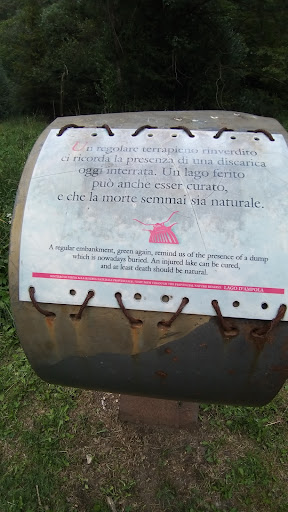 Un regolare terrapieno rinverdito
ci ricorda la presenza di una discarica
oggi interrata. Un lago ferito
può anche esser curato,
e che la morte semmai sia naturale.
A regular embankment, green again, remind us of the presence of a dump
which is nowadays buried. An injured lake can be cured,
and at least death should be natural.
LAGO D'AMPOLA